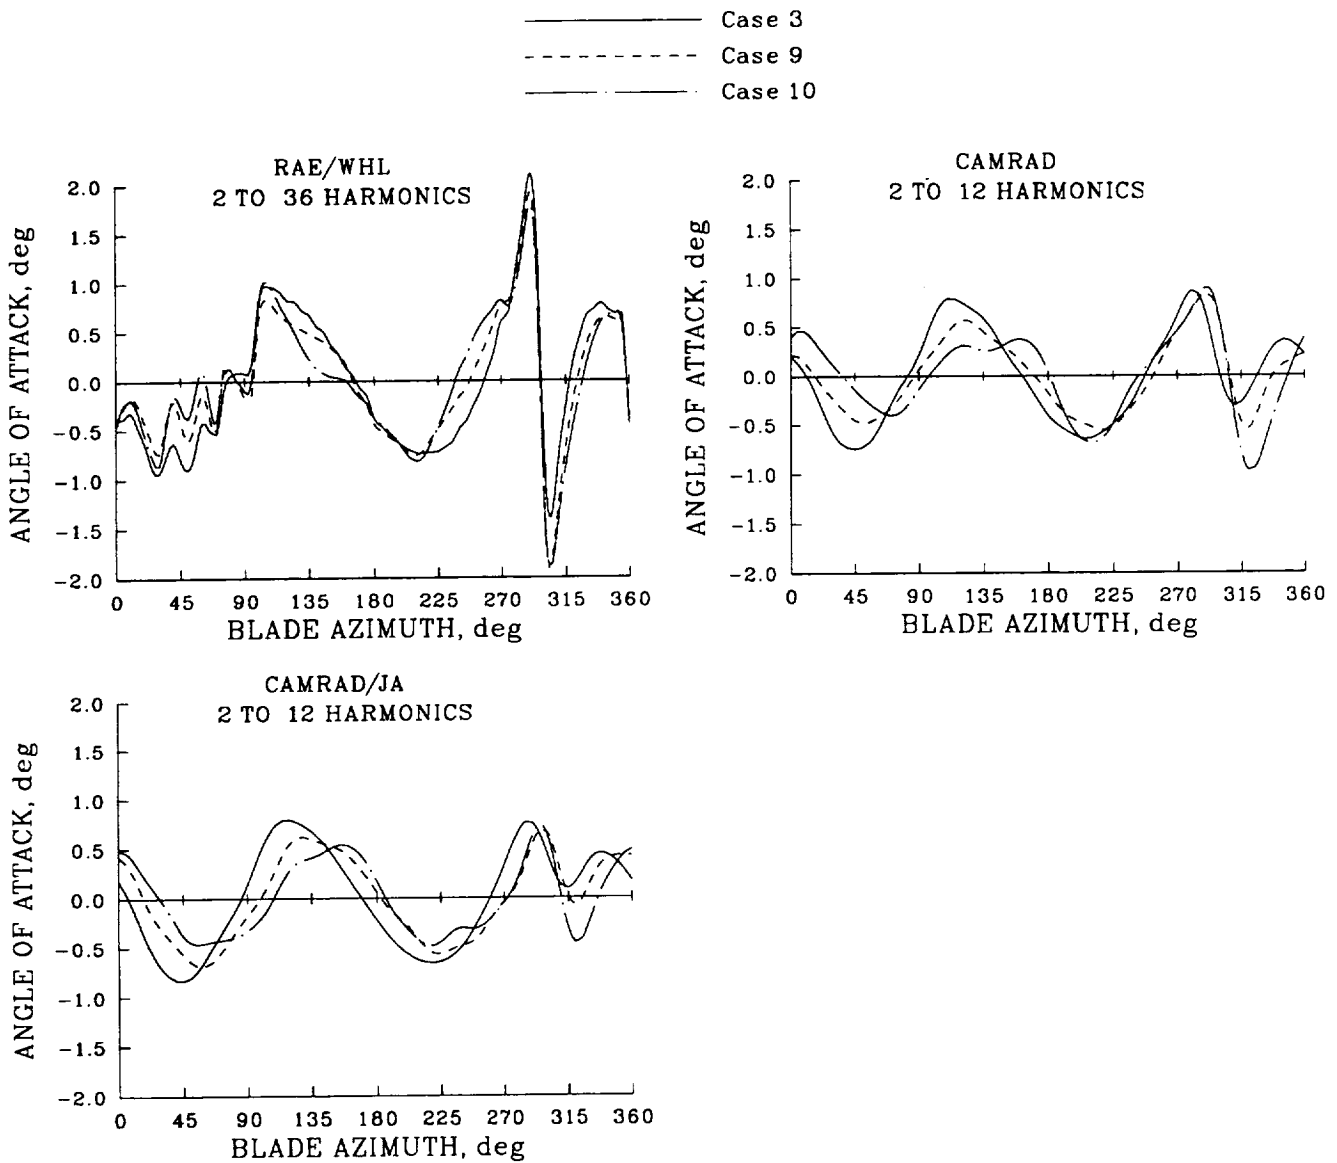 Case 3
Case 9
Case 10
RAE/WHL
2 TO 36 HARMONICS
2.0
1.5
1.0
0.5
0.0
-0.5
-1.0
-1.5
-2.0
ANGLE OF ATTACK, deg
0 45 90 135 180 225 270 315 360
BLADE AZIMUTH, deg
CAMRAD
2 TO 12 HARMONICS
2.0
1.5
1.0
0.5
0.0
-0.5
-1.0
-1.5
-2.0
ANGLE OF ATTACK, deg
0 45 90 135 180 225 270 315 360
BLADE AZIMUTH, deg
CAMRAD/JA
2 TO 12 HARMONICS
2.0
1.5
1.0
0.5
0.0
-0.5
-1.0
-1.5
-2.0
ANGLE OF ATTACK, deg
0 45 90 135 180 225 270 315 360
BLADE AZIMUTH, deg